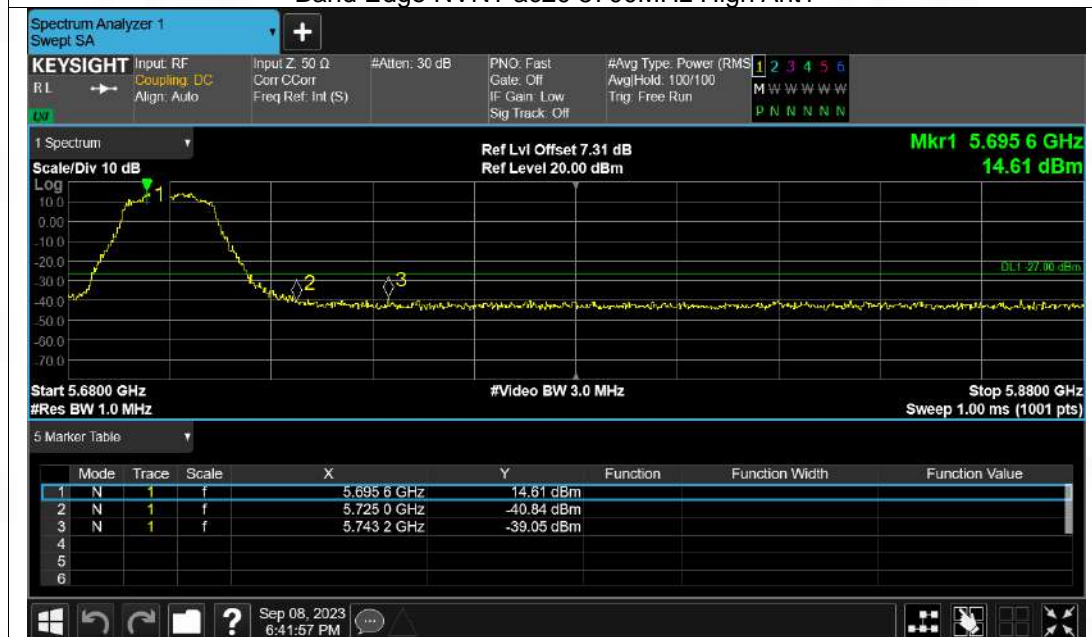 Spectrum Analyzer 1
Swept SA
+
KEYSIGHT
R L
LXI
Input: RF
Coupling: DC
Align: Auto
Input Z: 50 Ω
Corr CCorr
Freq Ref: Int (S)
#Atten: 30 dB
PNO: Fast
Gate: Off
IF Gain: Low
Sig Track: Off
#Avg Type: Power (RMS
Avg|Hold: 100/100
Trig: Free Run
1 2 3 4 5 6
M W W W W W
P N N N N N
1 Spectrum
Scale/Div 10 dB
Ref Lvl Offset 7.31 dB
Ref Level 20.00 dBm
Mkr1 5.695 6 GHz
14.61 dBm
Log
10.0
0.00
-10.0
-20.0
-30.0
-40.0
-50.0
-60.0
-70.0
1
2
3
DL1 -27.00 dBm
Start 5.6800 GHz
#Res BW 1.0 MHz
#Video BW 3.0 MHz
Stop 5.8800 GHz
Sweep 1.00 ms (1001 pts)
5 Marker Table
Mode Trace Scale X Y Function Function Width Function Value
1 N 1 f 5.695 6 GHz 14.61 dBm
2 N 1 f 5.725 0 GHz -40.84 dBm
3 N 1 f 5.743 2 GHz -39.05 dBm
4
5
6
?
Sep 08, 2023
6:41:57 PM